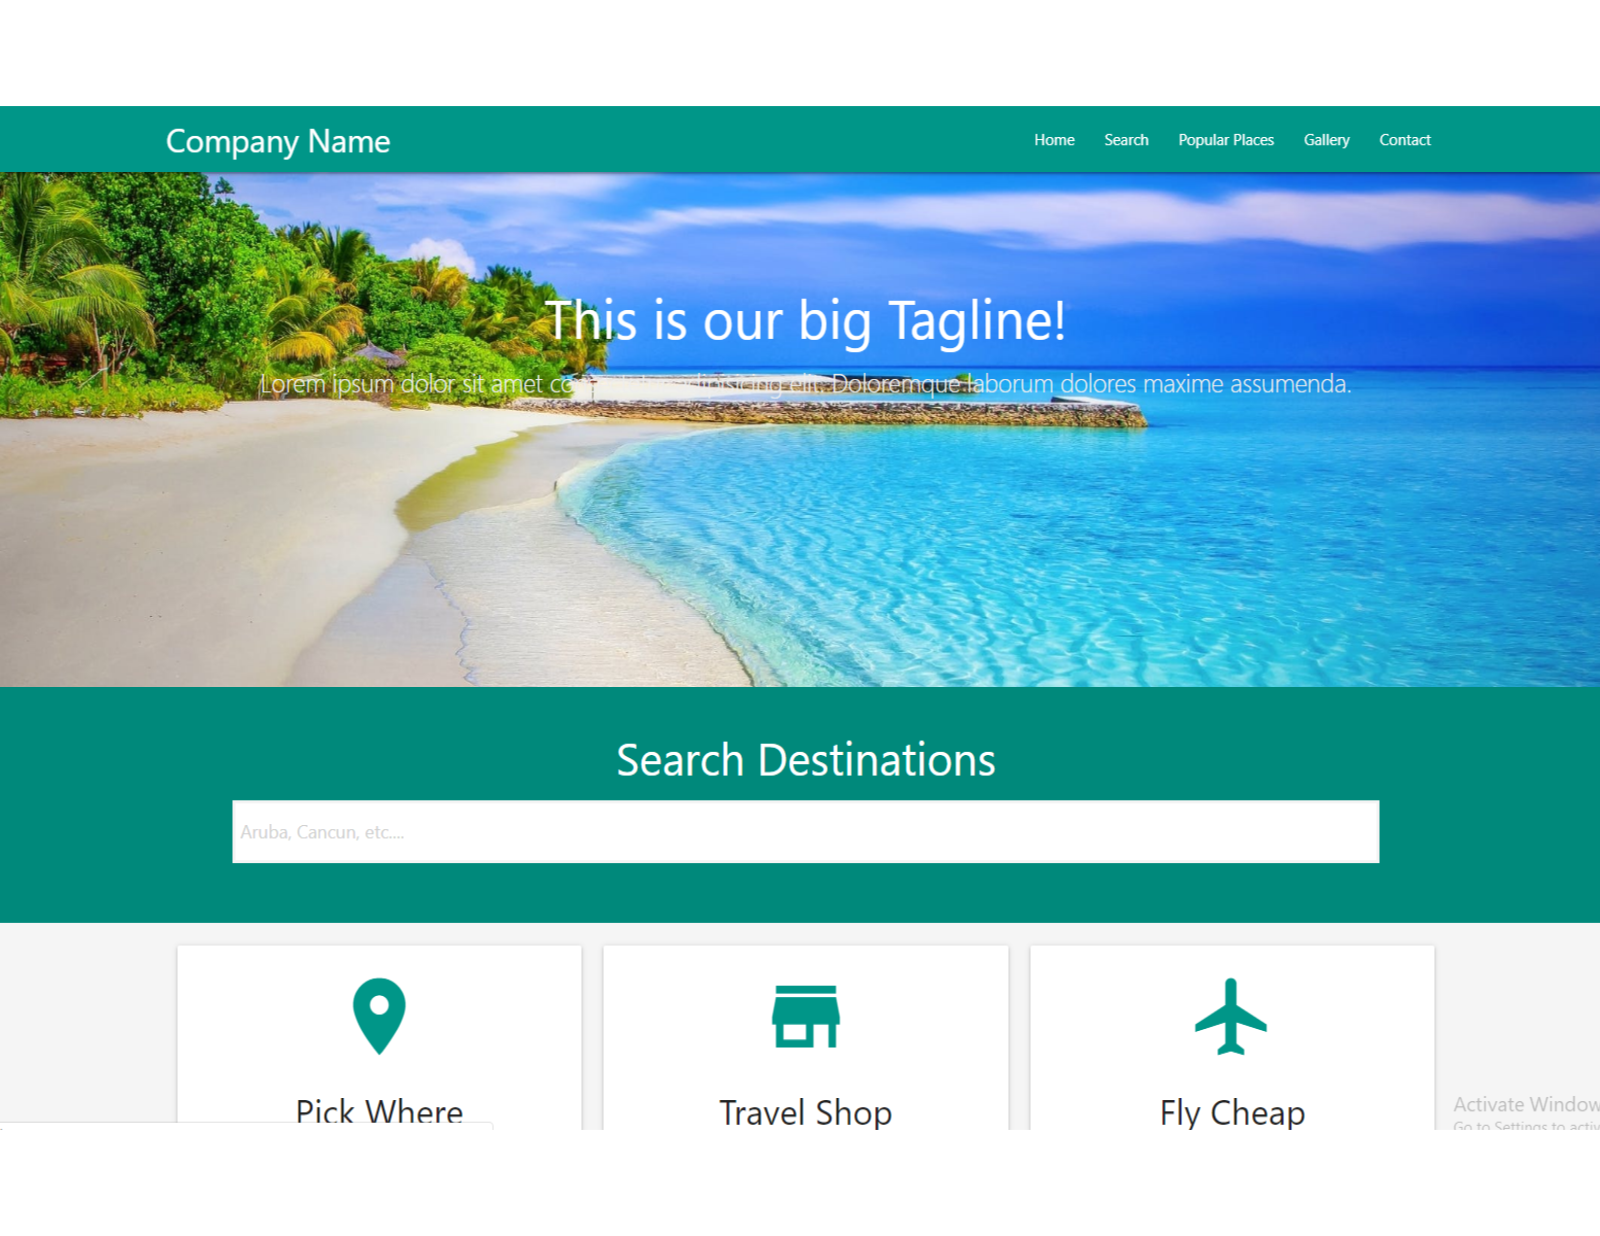 Company Name
Home Search Popular Places Gallery Contact
This is our big Tagline!
Lorem ipsum dolor sit amet adipisicing elit. Doloremque laborum dolores maxime assumenda.
Search Destinations
Aruba, Cancun, etc....
Pick Where
Travel Shop
Fly Cheap
Activate Window
Go to Settings to activ